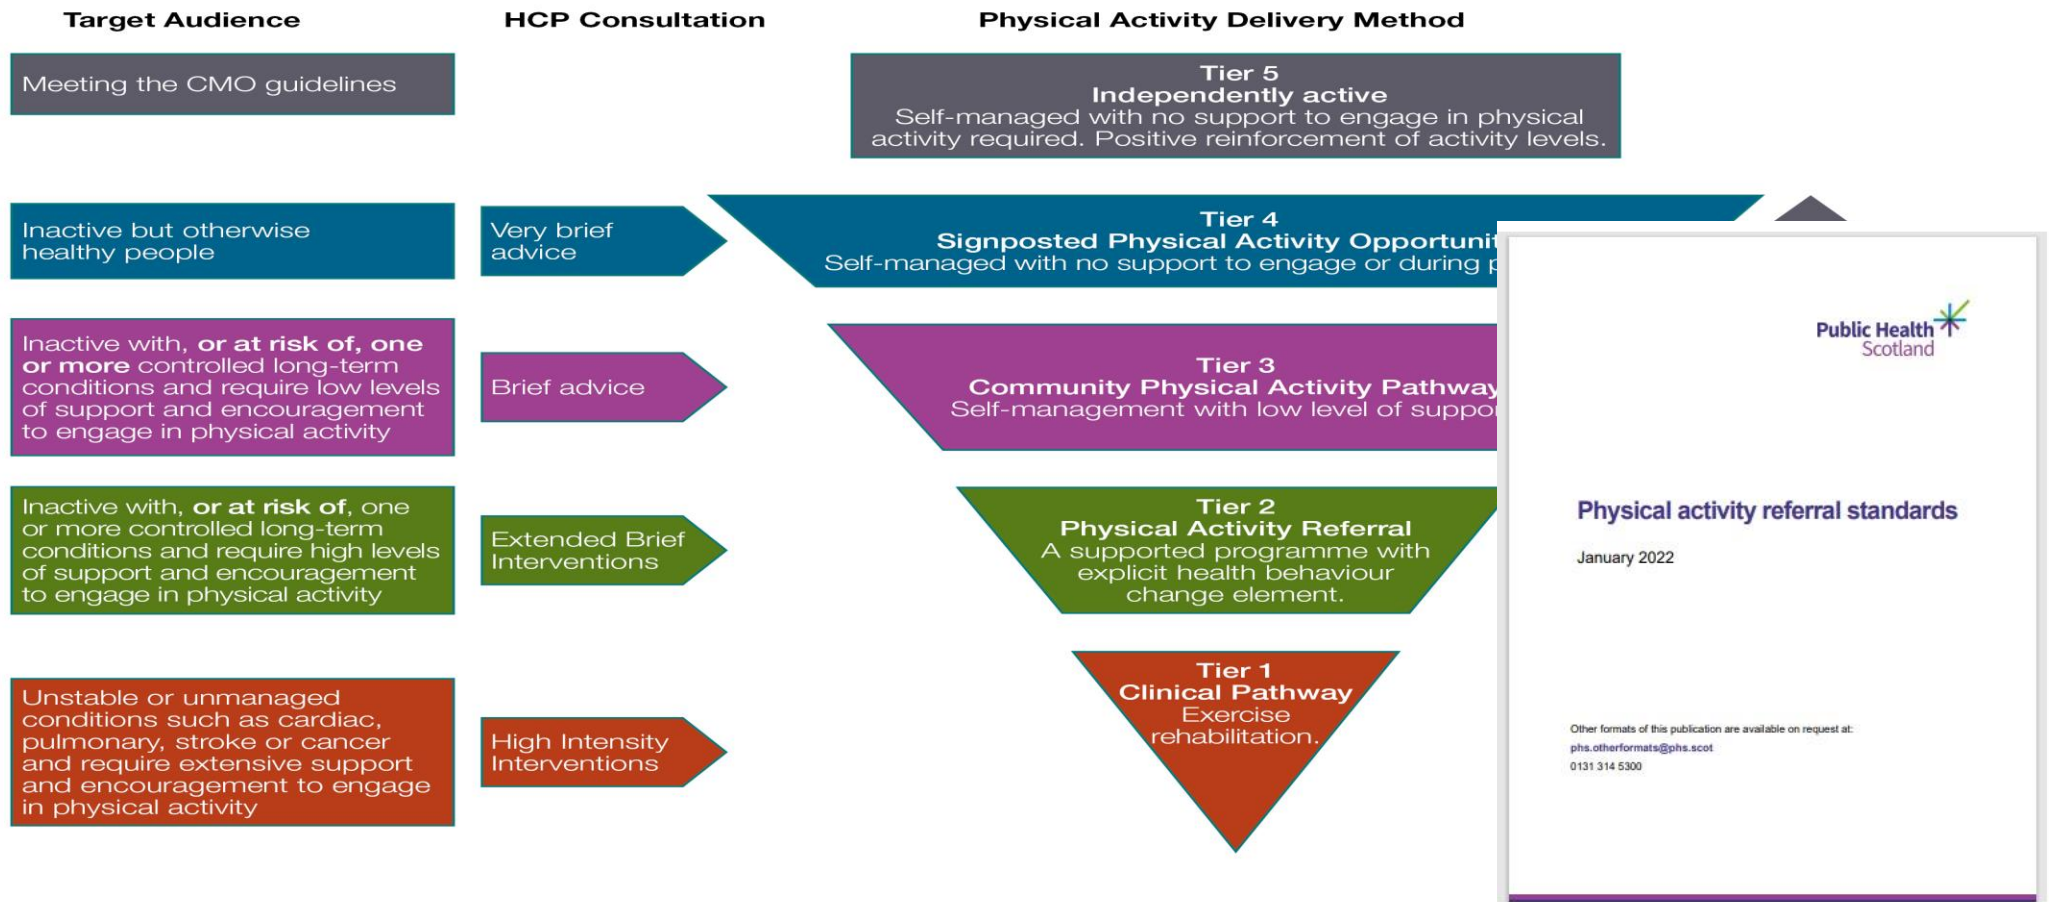 Target Audience
HCP Consultation
Physical Activity Delivery Method
Meeting the CMO guidelines
Tier 5
Independently active
Self-managed with no support to engage in physical
activity required. Positive reinforcement of activity levels.
Inactive but otherwise
healthy people
Very brief
advice
Tier 4
Signposted Physical Activity Opportunit
Self-managed with no support to engage or during p
Inactive with, or at risk of, one
or more controlled long-term
conditions and require low levels
of support and encouragement
to engage in physical activity
Brief advice
Tier 3
Community Physical Activity Pathway
Self-management with low level of suppo
Inactive with, or at risk of, one
or more controlled long-term
conditions and require high levels
of support and encouragement
to engage in physical activity
Extended Brief
Interventions
Tier 2
Physical Activity Referral
A supported programme with
explicit health behaviour
change element.
Unstable or unmanaged
conditions such as cardiac,
pulmonary, stroke or cancer
and require extensive support
and encouragement to engage
in physical activity
High Intensity
Interventions
Tier 1
Clinical Pathway
Exercise
rehabilitation.
Public Health
Scotland
Physical activity referral standards
January 2022
Other formats of this publication are available on request at:
phs.otherformats@phs.scot
0131 314 5300